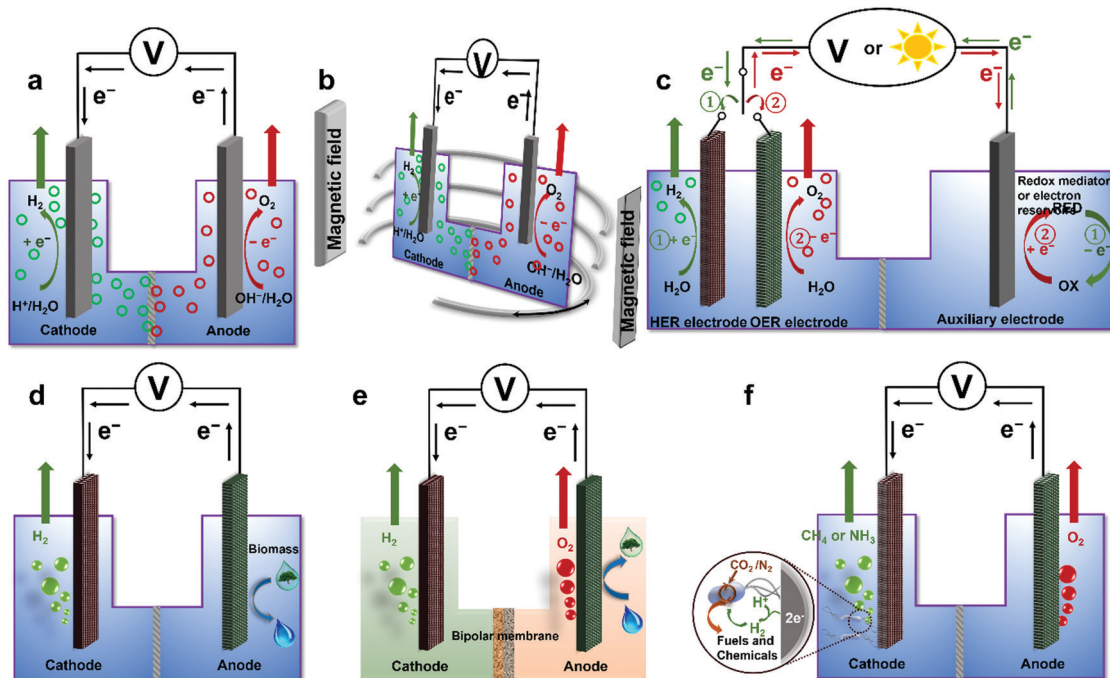 a
V
e⁻
e⁻
H₂
+ e⁻
H⁺/H₂O
Cathode
O₂
− e⁻
OH⁻/H₂O
Anode
b
Magnetic field
V
e⁻
e⁻
H₂
+ e⁻
H⁺/H₂O
Cathode
O₂
− e⁻
OH⁻/H₂O
Anode
Magnetic field
c
V or
e⁻
e⁻
e⁻
e⁻
①
②
H₂
① + e⁻
H₂O
HER electrode
O₂
② − e⁻
H₂O
OER electrode
Redox mediator
or electron
reservoirs
RED
②
+ e⁻
①
− e⁻
OX
Auxiliary electrode
d
V
e⁻
e⁻
H₂
Cathode
Biomass
Anode
e
V
e⁻
e⁻
H₂
Cathode
Bipolar membrane
O₂
Anode
f
V
e⁻
e⁻
CH₄ or NH₃
CO₂/N₂
H⁺
H₂
2e⁻
Fuels and
Chemicals
Cathode
O₂
Anode